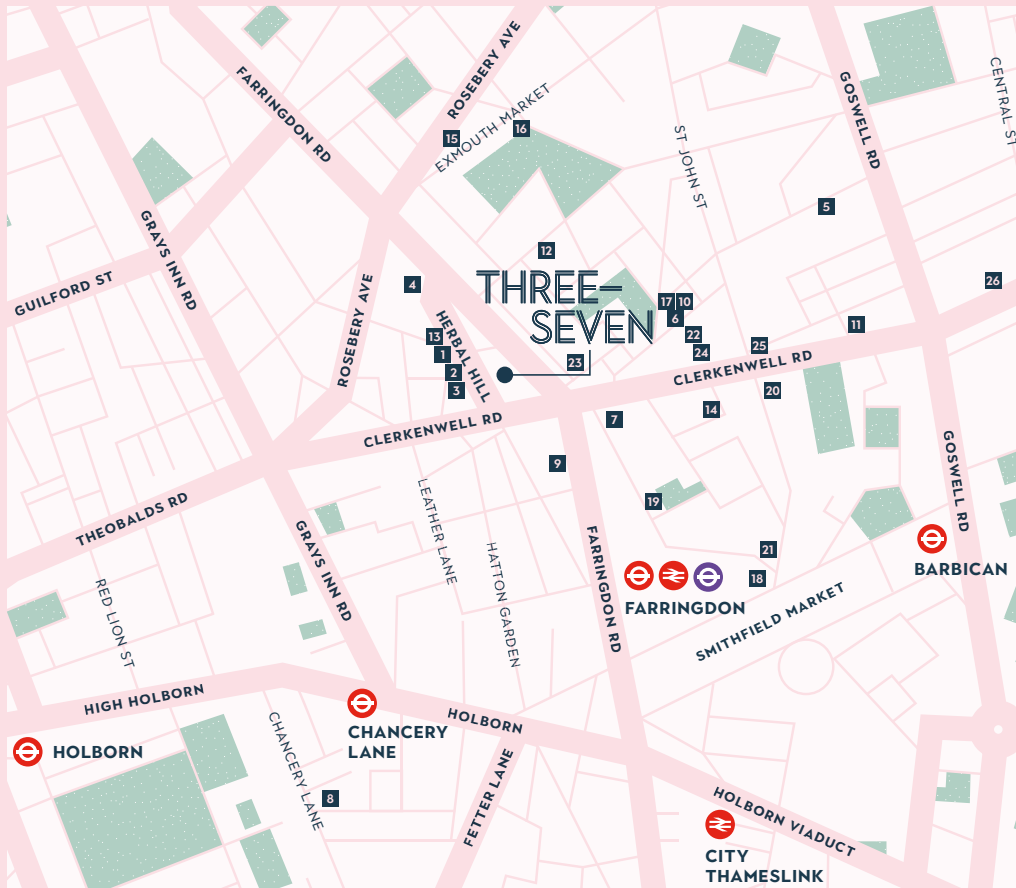 ROSEBERY AVE
FARRINGDON RD
EXMOUTH MARKET
GOSWELL RD
CENTRAL ST
15
16
ST JOHN ST
5
GRAYS INN RD
GUILFORD ST
12
26
ROSEBERY AVE
4
THREE–
SEVEN
17
10
6
11
HERBAL HILL
13
22
1
23
24
25
2
3
CLERKENWELL RD
20
CLERKENWELL RD
7
14
9
GOSWELL RD
LEATHER LANE
19
THEOBALDS RD
GRAYS INN RD
HATTON GARDEN
FARRINGDON RD
21
BARBICAN
18
FARRINGDON
RED LION ST
SMITHFIELD MARKET
HIGH HOLBORN
HOLBORN
CHANCERY
LANE
HOLBORN
CHANCERY LANE
8
FETTER LANE
HOLBORN VIADUCT
CITY
THAMESLINK